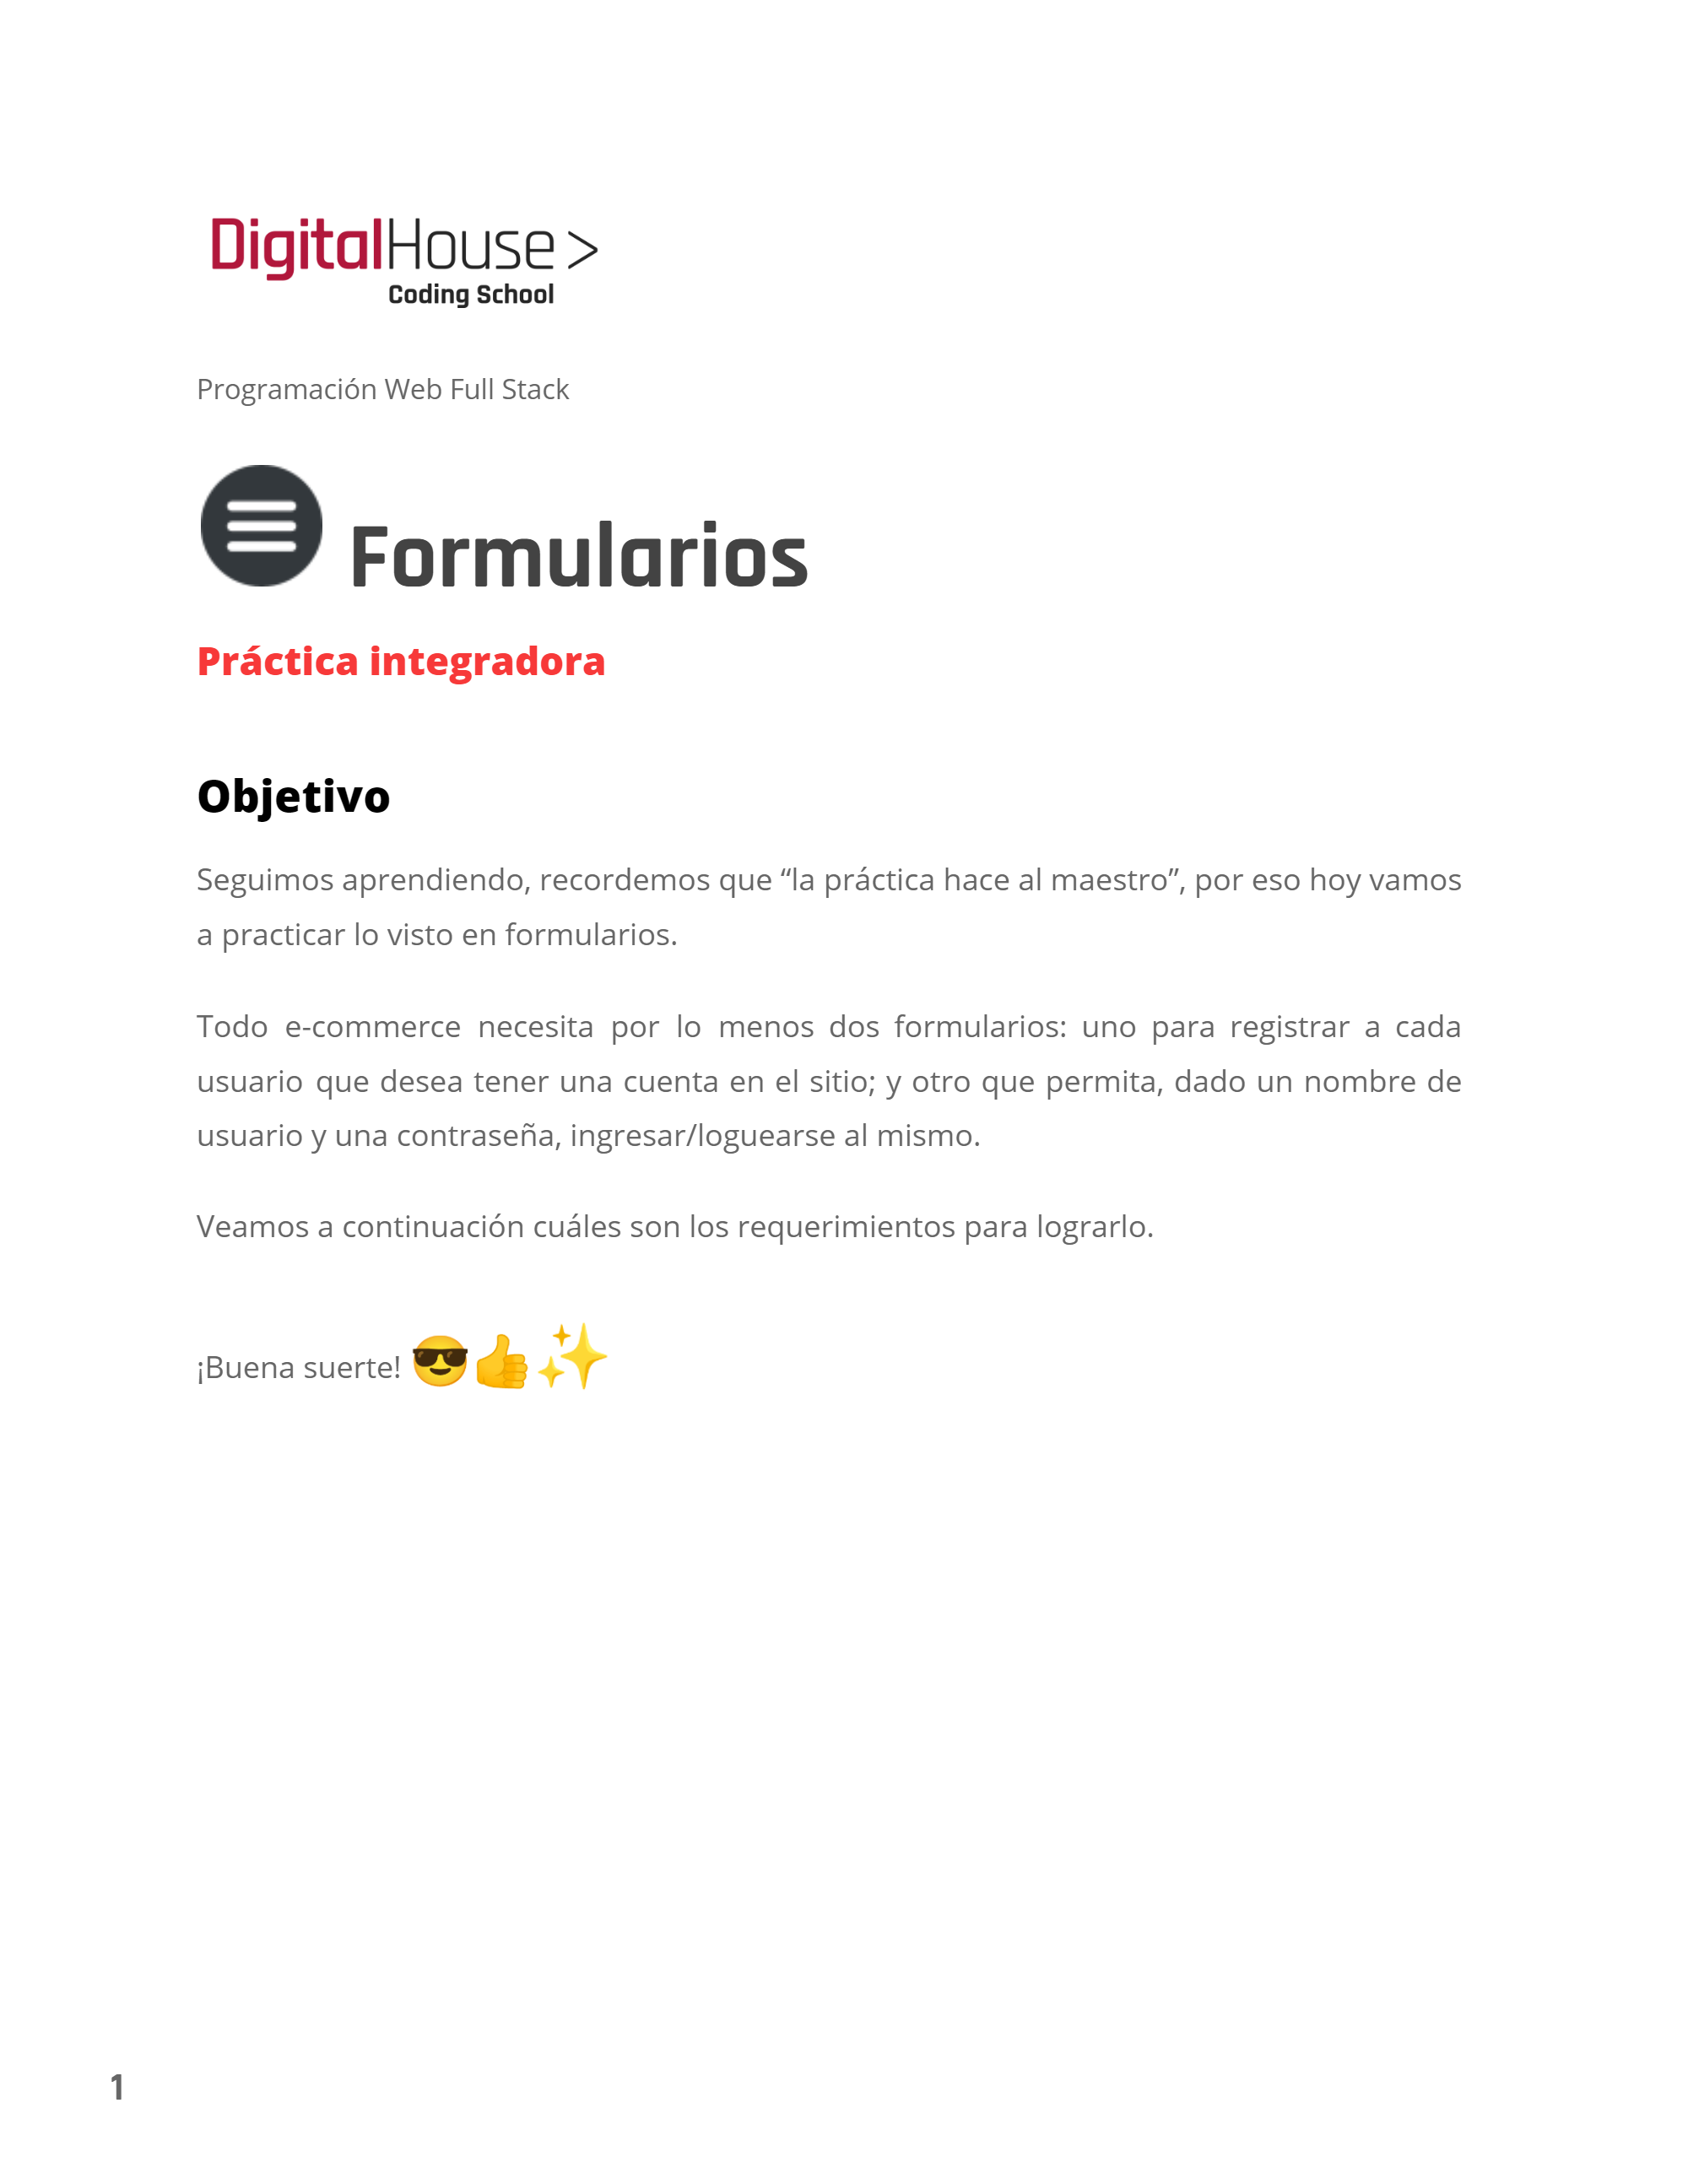 DigitalHouse >
Coding School
Programación Web Full Stack
Formularios
Práctica integradora
Objetivo
Seguimos aprendiendo, recordemos que “la práctica hace al maestro”, por eso hoy vamos
a practicar lo visto en formularios.
Todo e-commerce necesita por lo menos dos formularios: uno para registrar a cada
usuario que desea tener una cuenta en el sitio; y otro que permita, dado un nombre de
usuario y una contraseña, ingresar/loguearse al mismo.
Veamos a continuación cuáles son los requerimientos para lograrlo.
¡Buena suerte! 😎👍✨
1